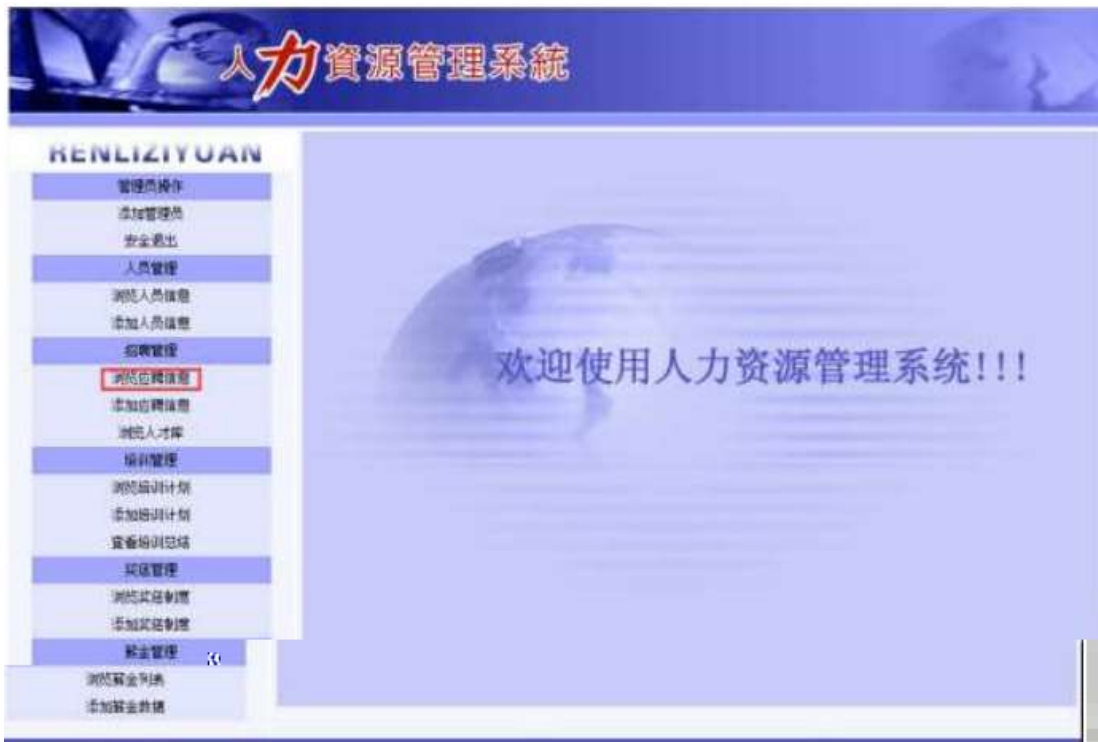 人力資源管理系統
RENLIZIYUAN
管理员操作
添加管理员
安全退出
人员管理
浏览人员信息
添加人员信息
招聘管理
浏览应聘信息
添加应聘信息
浏览人才库
培训管理
浏览培训计划
添加培训计划
查看培训总结
奖惩管理
浏览奖惩制度
添加奖惩制度
薪金管理
浏览薪金列表
添加薪金数据
欢迎使用人力资源管理系统!!!